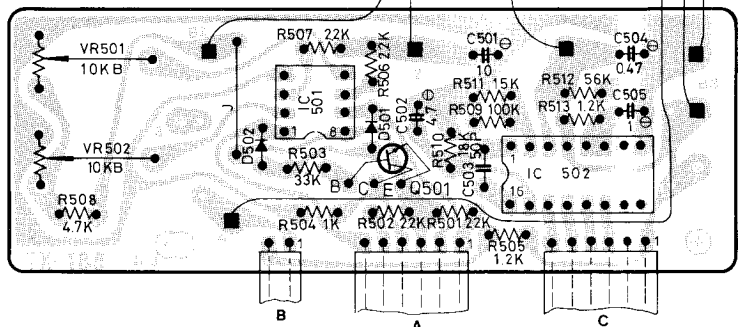 VR501
10KB
VR502
10KB
R508
4.7K
R507 22K
R506 22K
IC
501
1 8
D501
D502
R503
33K
C502
4.7
B C E Q501
C501
10
R511 15K
R509 100K
R510
18K
C503
C504
0.47
R512 56K
R513 1.2K
C505
1
1
IC 502
16
R504 1K
R502 22K
R501 22K
R505
1.2K
J
1
1
1
B
A
C